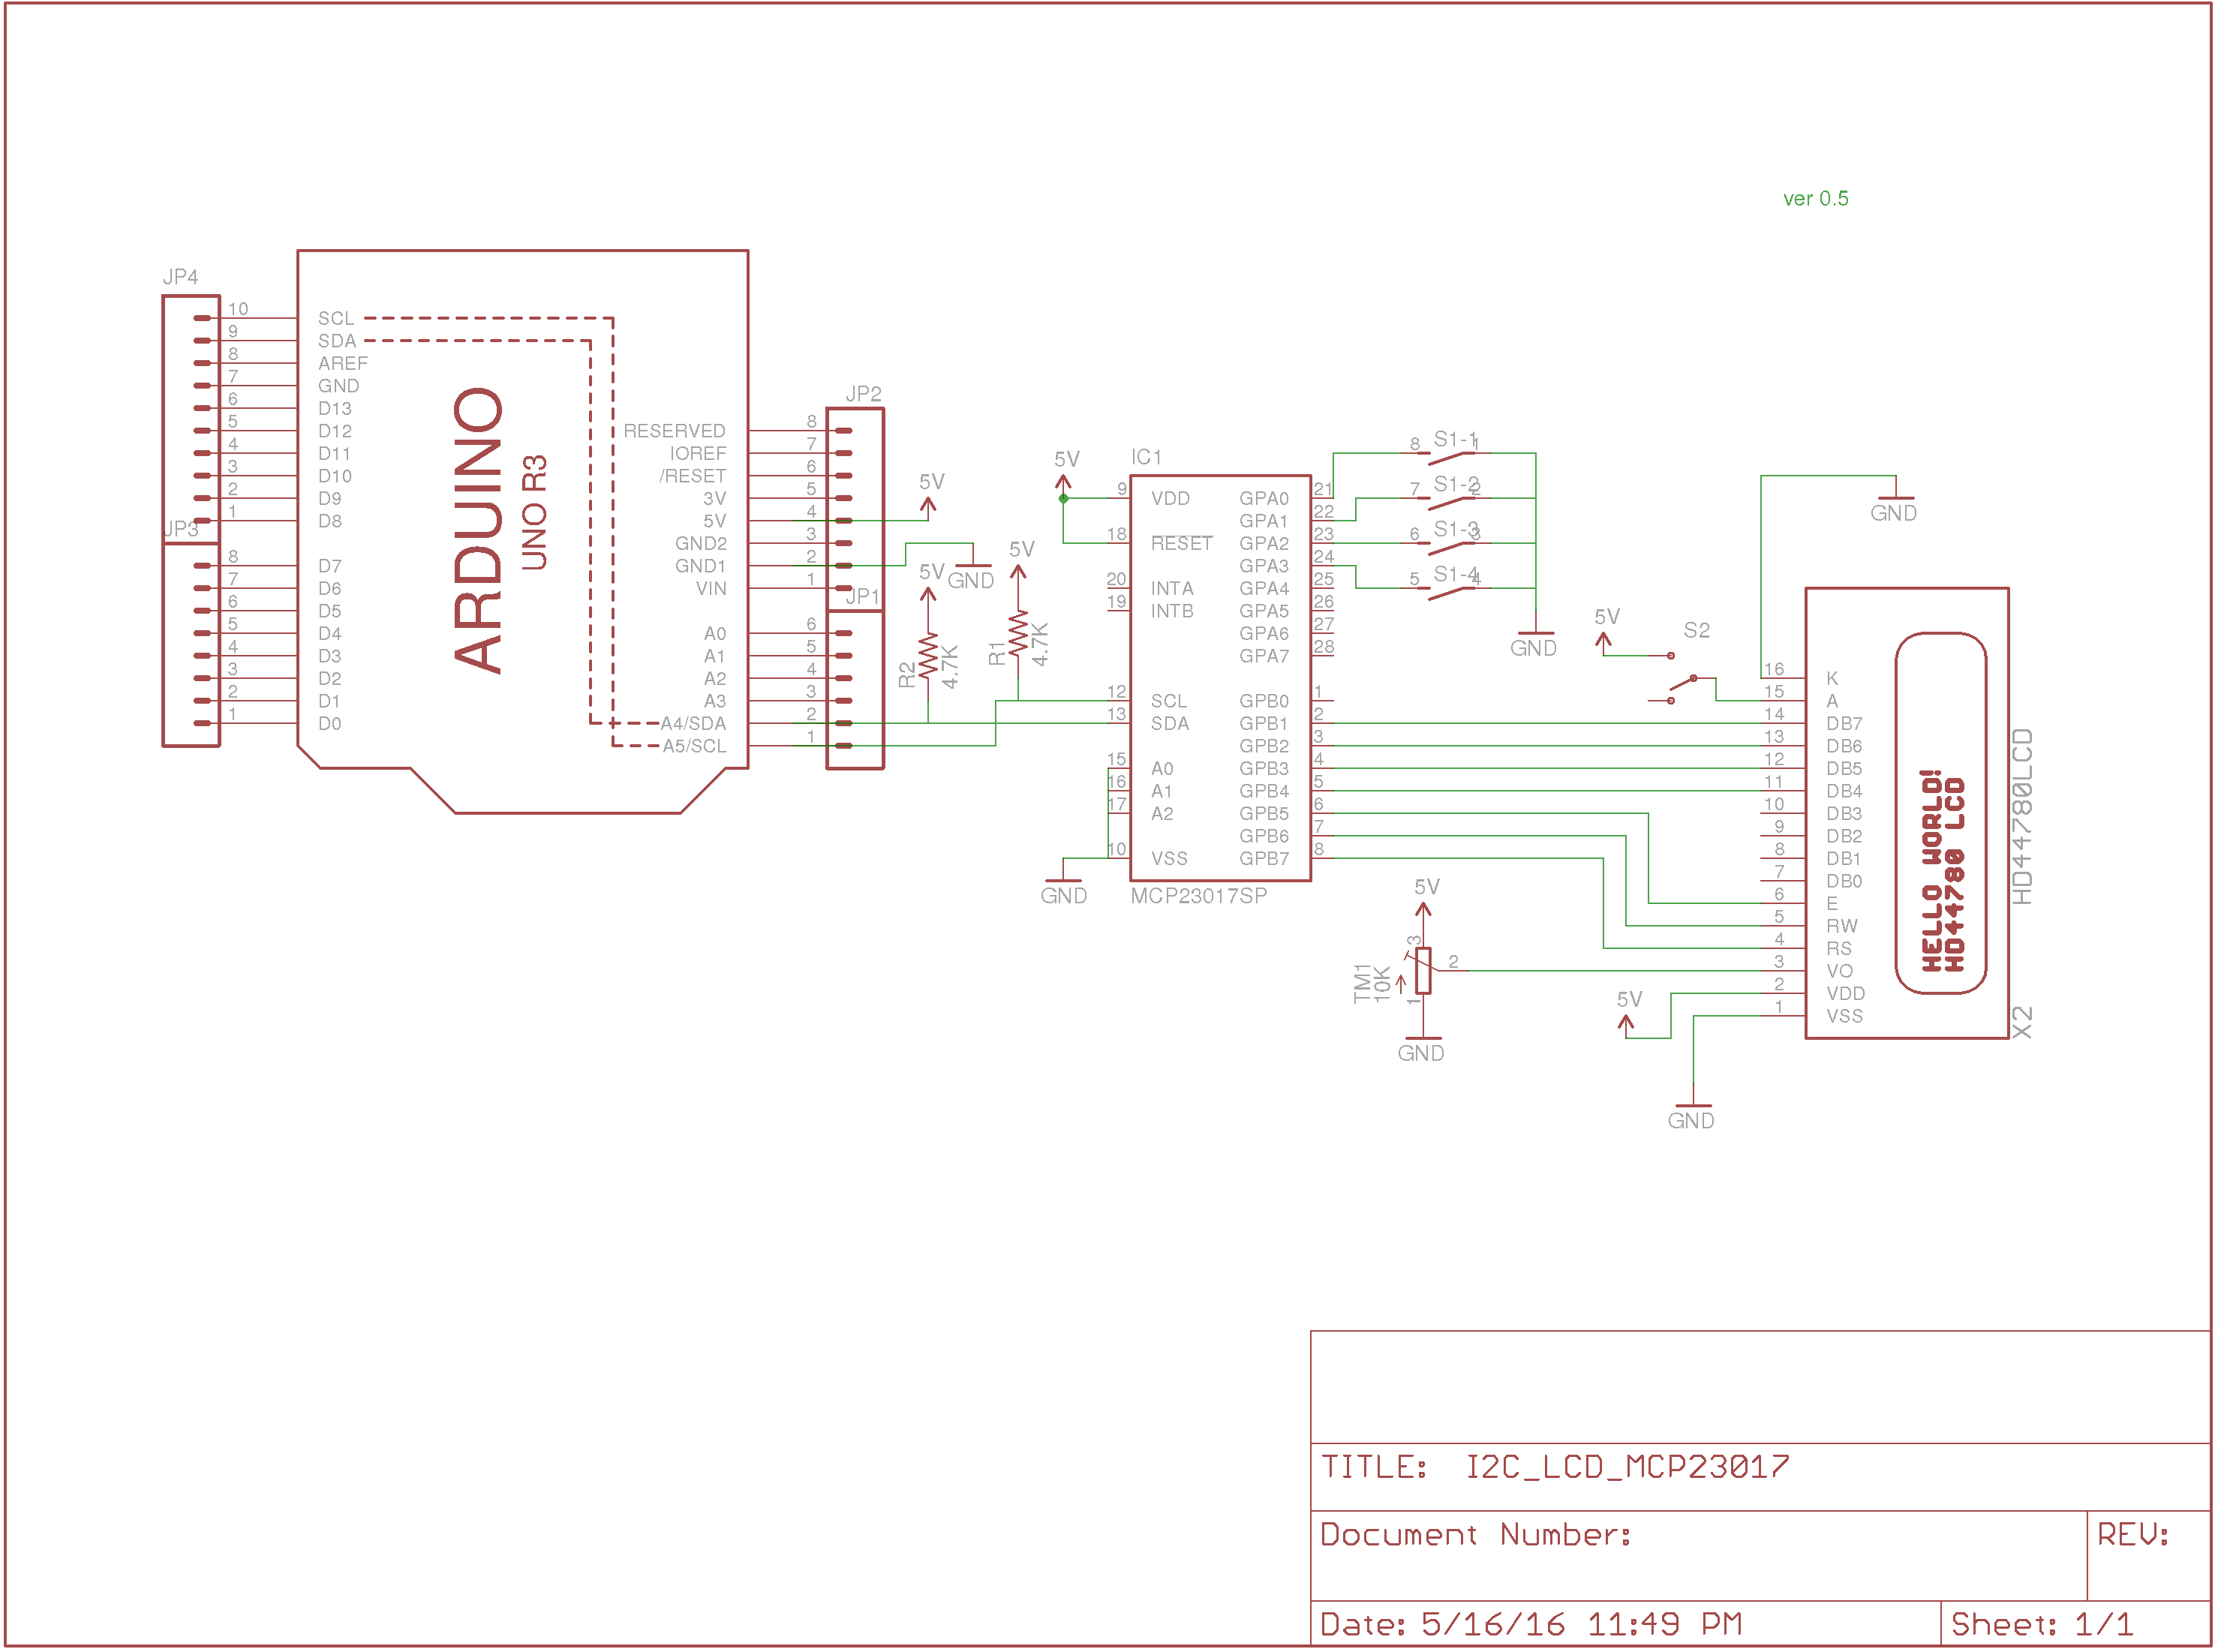 ver 0.5
JP4
10 SCL
9 SDA
8 AREF
7 GND
6 D13
5 D12
4 D11
3 D10
2 D9
1 D8
JP3
8 D7
7 D6
6 D5
5 D4
4 D3
3 D2
2 D1
1 D0
ARDUINO
UNO R3
JP2
RESERVED 8
IOREF 7
/RESET 6
3V 5
5V 4
GND2 3
GND1 2
VIN 1
JP1
A0 6
A1 5
A2 4
A3 3
A4/SDA 2
A5/SCL 1
5V
GND
5V
R2
4.7K
5V
R1
4.7K
5V
IC1
9 VDD
18 RESET
20 INTA
19 INTB
12 SCL
13 SDA
15 A0
16 A1
17 A2
10 VSS
GND
GPA0 21
GPA1 22
GPA2 23
GPA3 24
GPA4 25
GPA5 26
GPA6 27
GPA7 28
GPB0 1
GPB1 2
GPB2 3
GPB3 4
GPB4 5
GPB5 6
GPB6 7
GPB7 8
MCP23017SP
8 S1-1 1
7 S1-2 2
6 S1-3 3
5 S1-4 4
GND
5V
TM1
10K
3
2
1
GND
5V
S2
GND
16 K
15 A
14 DB7
13 DB6
12 DB5
11 DB4
10 DB3
9 DB2
8 DB1
7 DB0
6 E
5 RW
4 RS
3 VO
2 VDD
1 VSS
5V
GND
HELLO WORLD!
HD44780 LCD
HD44780LCD
X2
TITLE: I2C_LCD_MCP23017
Document Number:
REV:
Date: 5/16/16 11:49 PM
Sheet: 1/1